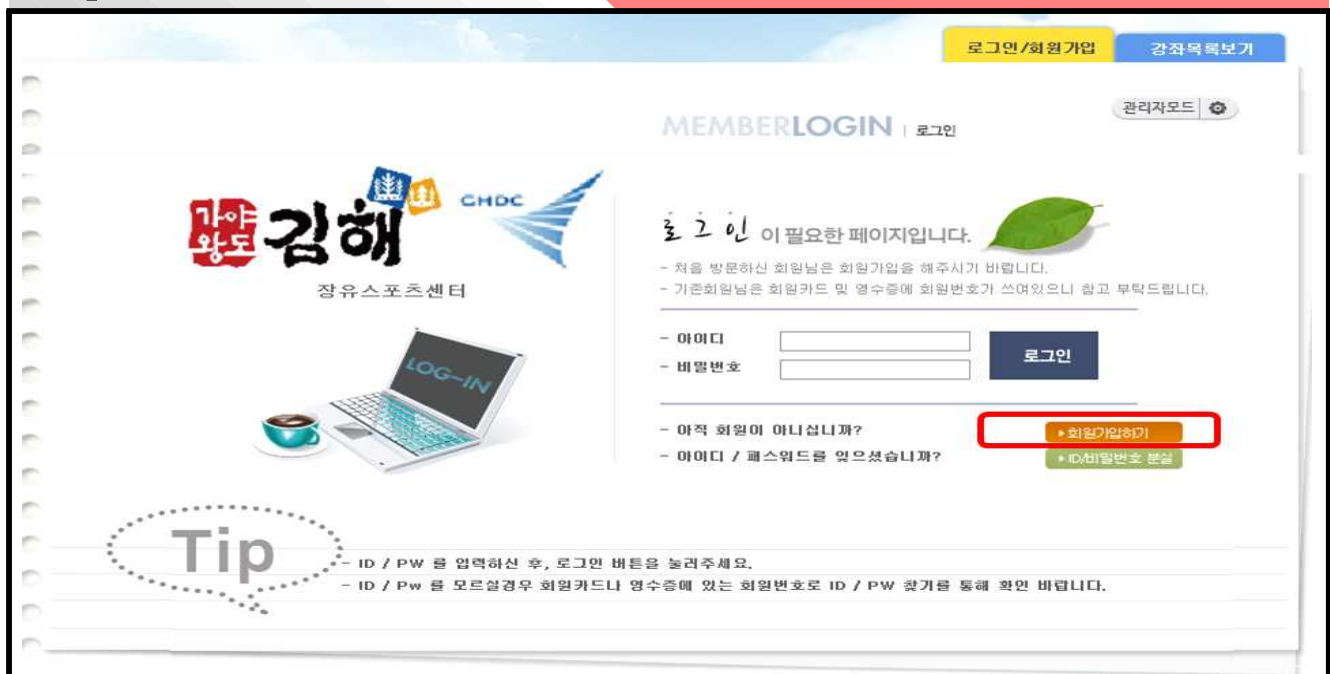 로그인/회원가입 강좌목록보기
관리자모드
MEMBERLOGIN | 로그인
가야
왕도
김해
GHDC
장유스포츠센터
로그인 이 필요한 페이지입니다.
- 처음 방문하신 회원님은 회원가입을 해주시기 바랍니다.
- 기존회원님은 회원카드 및 영수증에 회원번호가 쓰여있으니 참고 부탁드립니다.
- 아이디
- 비밀번호
로그인
LOG-IN
- 아직 회원이 아니십니까?
▸회원가입하기
- 아이디 / 패스워드를 잊으셨습니까?
▸ID/비밀번호 분실
Tip
- ID / PW 를 입력하신 후, 로그인 버튼을 눌러주세요.
- ID / Pw 를 모르실경우 회원카드나 영수증에 있는 회원번호로 ID / PW 찾기를 통해 확인 바랍니다.